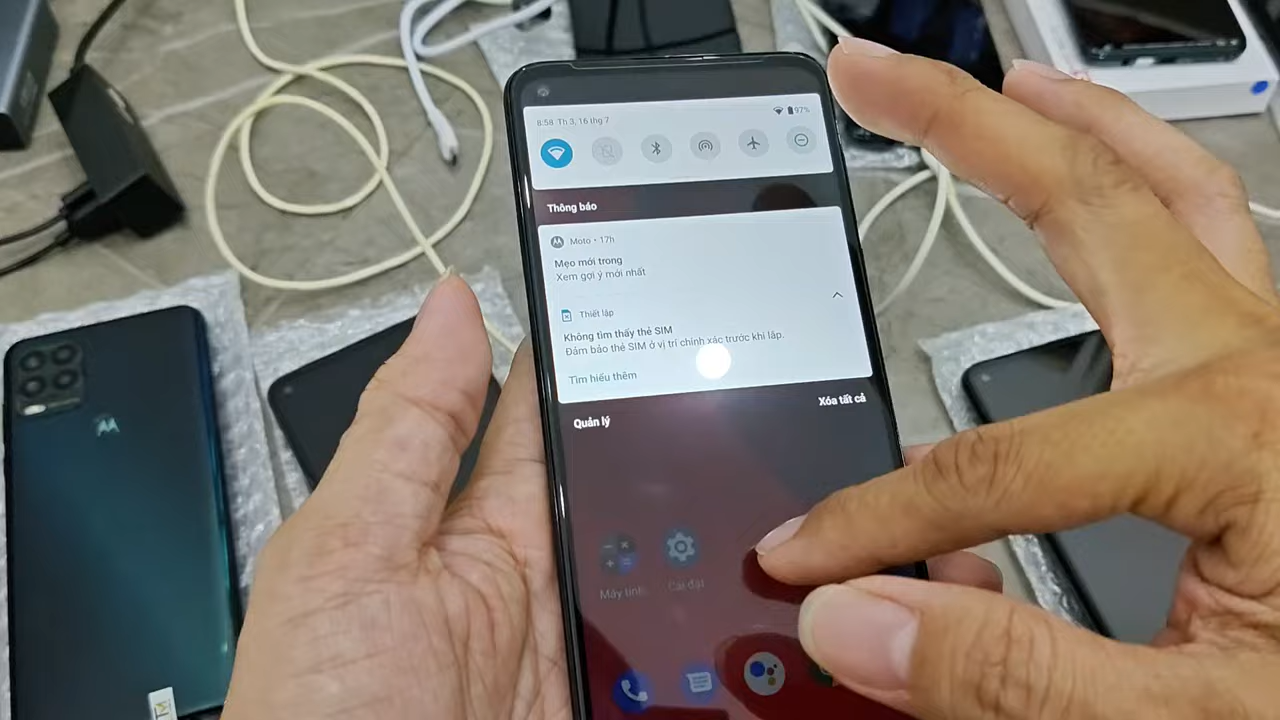 8:58 Th 3, 16 thg 7
97%
Thông báo
Moto • 17h
Mẹo mới trong
Xem gợi ý mới nhất
Thiết lập
Không tìm thấy thẻ SIM
Đảm bảo thẻ SIM ở vị trí chính xác trước khi lắp.
Tìm hiểu thêm
Quản lý
Xóa tất cả
Máy tính
Cài đặt